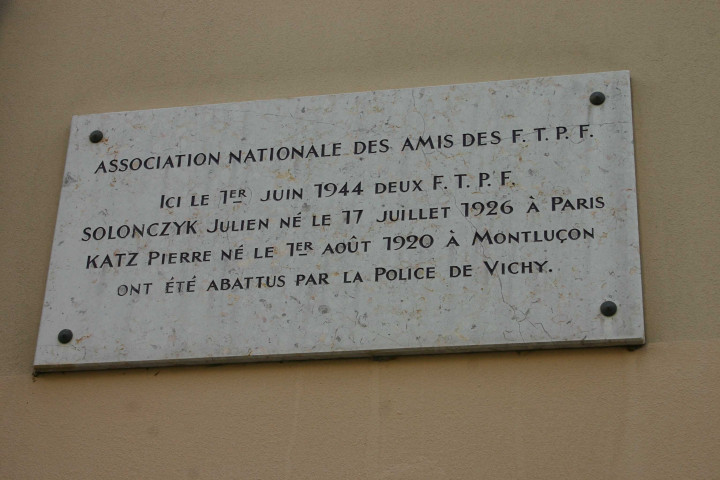 ASSOCIATION NATIONALE DES AMIS DES F.T.P.F.
ICI LE 1ER JUIN 1944 DEUX F.T.P.F.
SOLONCZYK JULIEN NÉ LE 17 JUILLET 1926 À PARIS
KATZ PIERRE NÉ LE 1ER AOÛT 1920 À MONTLUÇON
ONT ÉTÉ ABATTUS PAR LA POLICE DE VICHY.